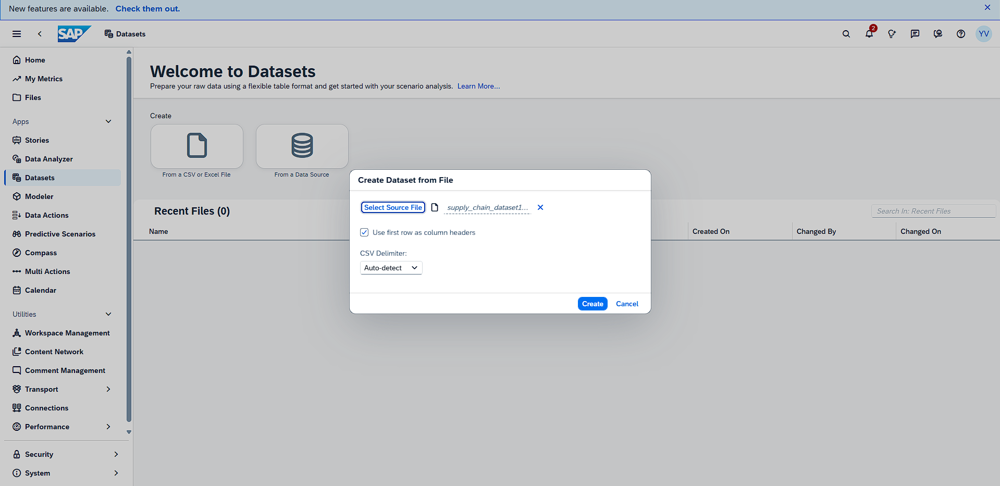 New features are available. Check them out.
SAP
Datasets
2
YV
Home
My Metrics
Files
Apps
Stories
Data Analyzer
Datasets
Modeler
Data Actions
Predictive Scenarios
Compass
Multi Actions
Calendar
Utilities
Workspace Management
Content Network
Comment Management
Transport
Connections
Performance
Security
System
Welcome to Datasets
Prepare your raw data using a flexible table format and get started with your scenario analysis. Learn More...
Create
From a CSV or Excel File
From a Data Source
Recent Files (0)
Search In: Recent Files
Name
Created On
Changed By
Changed On
Create Dataset from File
Select Source File
supply_chain_dataset1...
Use first row as column headers
CSV Delimiter:
Auto-detect
Create
Cancel